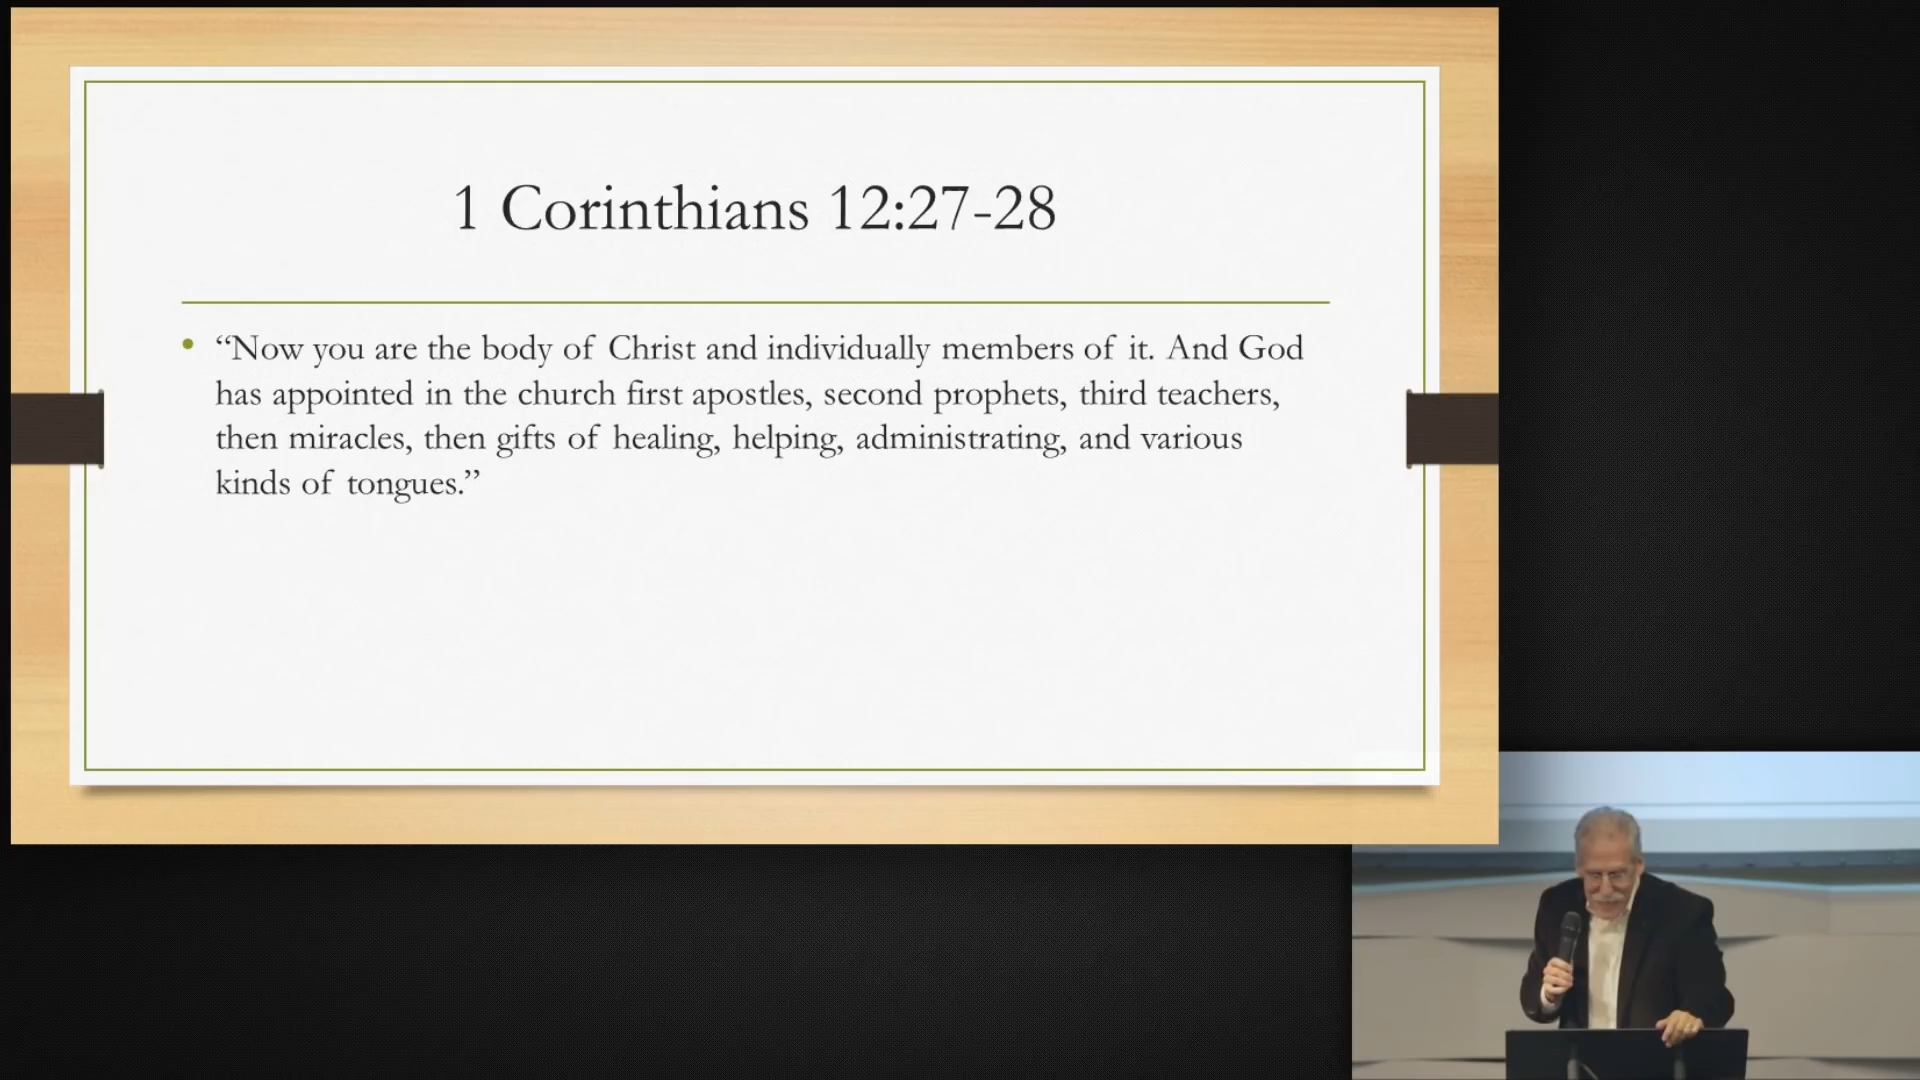 1 Corinthians 12:27-28
• “Now you are the body of Christ and individually members of it. And God
has appointed in the church first apostles, second prophets, third teachers,
then miracles, then gifts of healing, helping, administrating, and various
kinds of tongues.”